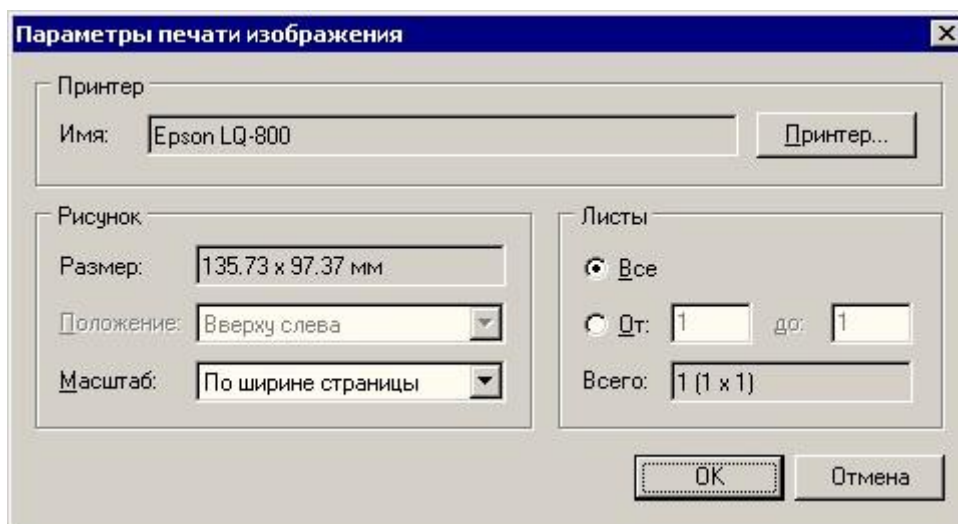 Параметры печати изображения
Принтер
Имя: Epson LQ-800 Принтер...
Рисунок
Размер: 135.73 x 97.37 мм
Положение: Вверху слева
Масштаб: По ширине страницы
Листы
Все
От: 1 до: 1
Всего: 1 (1 x 1)
OK Отмена